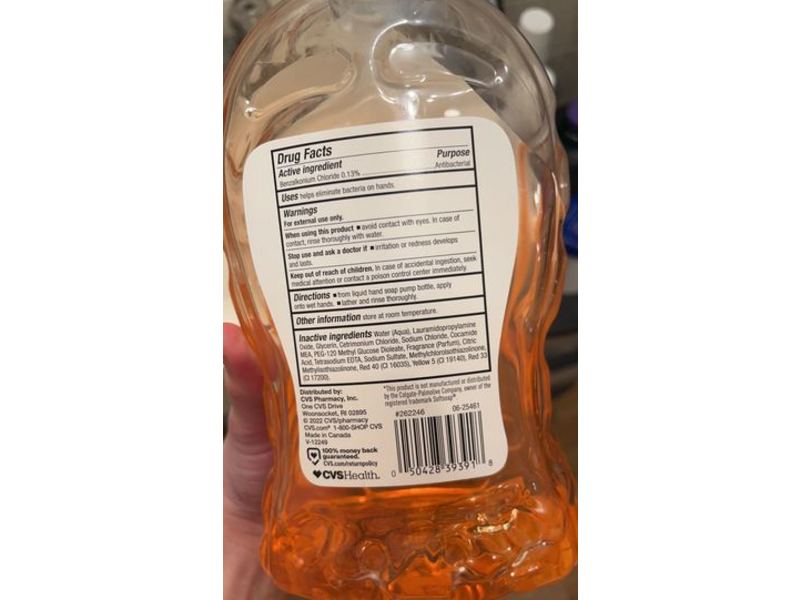 Drug Facts
Active ingredient Purpose
Benzalkonium Chloride 0.13% Antibacterial
Uses helps eliminate bacteria on hands.
Warnings
For external use only.
When using this product ■ avoid contact with eyes. In case of
contact, rinse thoroughly with water.
Stop use and ask a doctor if ■ irritation or redness develops
and lasts.
Keep out of reach of children. In case of accidental ingestion, seek
medical attention or contact a poison control center immediately.
Directions ■ from liquid hand soap pump bottle, apply
onto wet hands. ■ lather and rinse thoroughly.
Other information store at room temperature.
Inactive ingredients Water (Aqua), Lauramidopropylamine
Oxide, Glycerin, Cetrimonium Chloride, Sodium Chloride, Cocamide
MEA, PEG-120 Methyl Glucose Dioleate, Fragrance (Parfum), Citric
Acid, Tetrasodium EDTA, Sodium Sulfate, Methylchloroisothiazolinone,
Methylisothiazolinone, Red 40 (CI 16035), Yellow 5 (CI 19140), Red 33
(CI 17200).
Distributed by:
CVS Pharmacy, Inc.
One CVS Drive
Woonsocket, RI 02895
© 2022 CVS/pharmacy
CVS.com® 1-800-SHOP CVS
Made in Canada
V-12249
100% money back
guaranteed.
CVS.com/returnpolicy
CVSHealth.
*This product is not manufactured or distributed
by the Colgate-Palmolive Company, owner of the
registered trademark Softsoap®
#262246 06-25461
0 50428 39391 8